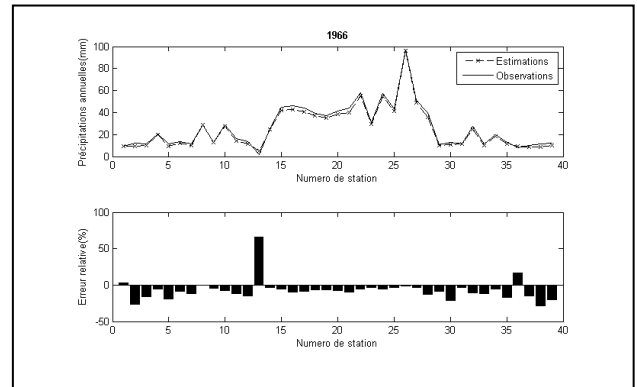 1966
Précipitations annuelles(mm)
100
80
60
40
20
0
0 5 10 15 20 25 30 35 40
Numero de station
Estimations
Observations
Erreur relative(%)
100
50
0
-50
0 5 10 15 20 25 30 35 40
Numero de station